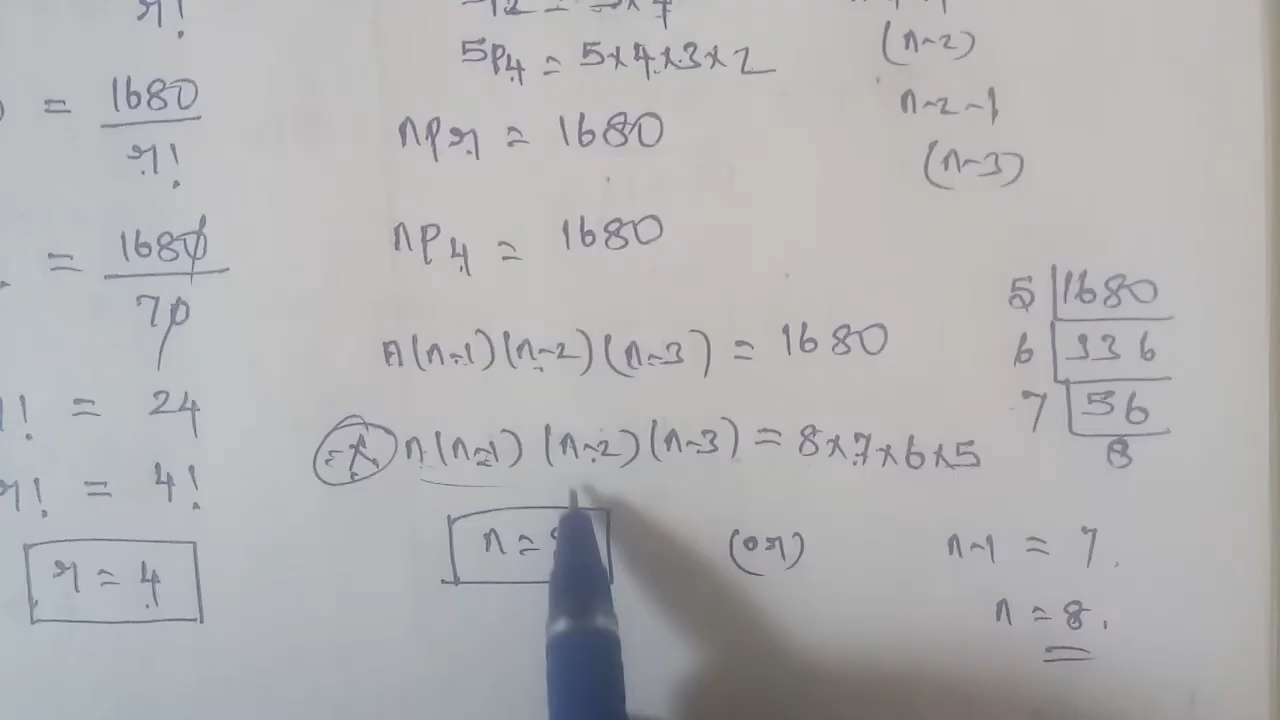 r!
= 1680
r!
= 1680
70
! = 24
r! = 4!
r = 4
5P4 = 5×4×3×2
nPr = 1680
nP4 = 1680
n(n-1)(n-2)(n-3) = 1680
n(n-1)(n-2)(n-3) = 8×7×6×5
n =
(or)
(n-2)
n-2-1
(n-3)
5 1680
6 336
7 56
8
n-1 = 7.
n = 8.